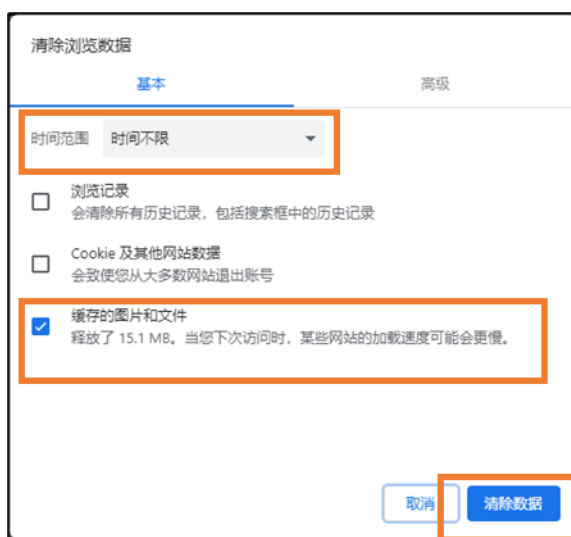 清除浏览数据
基本 高级
时间范围 时间不限
浏览记录
会清除所有历史记录，包括搜索框中的历史记录
Cookie 及其他网站数据
会致使您从大多数网站退出账号
缓存的图片和文件
释放了 15.1 MB。当您下次访问时，某些网站的加载速度可能会更慢。
取消 清除数据